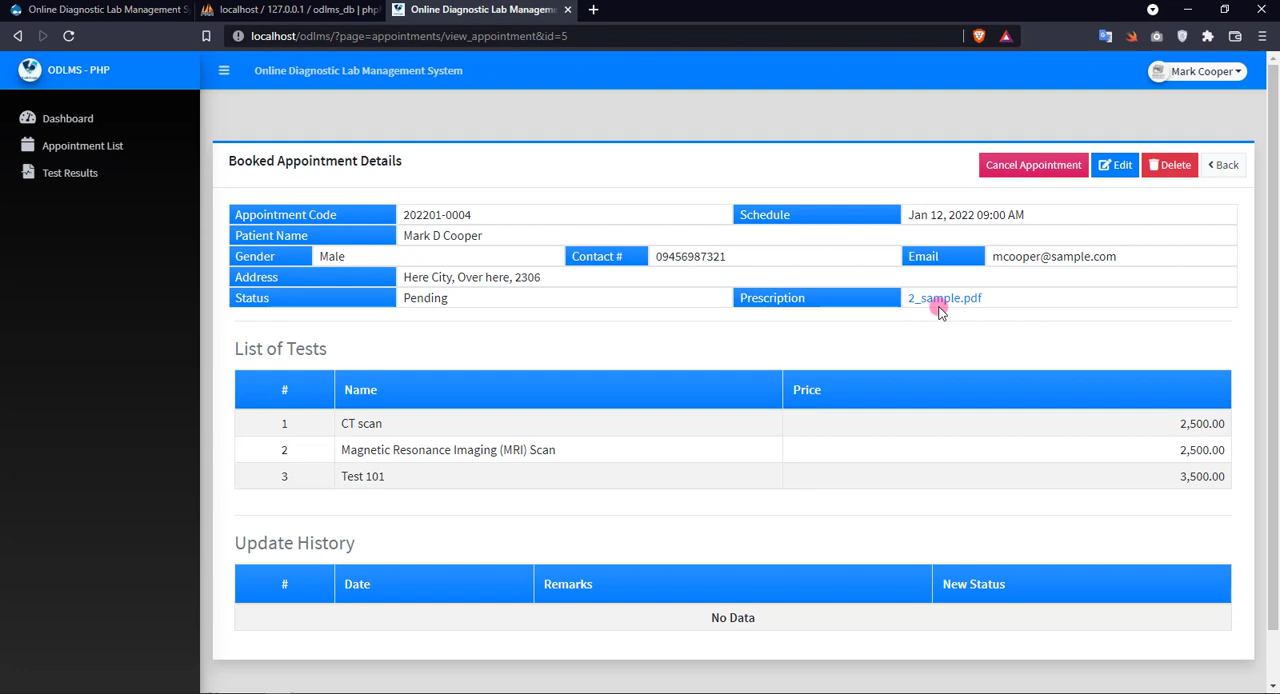 Online Diagnostic Lab Management S
localhost / 127.0.0.1 / odlms_db | php
Online Diagnostic Lab Managem
localhost/odlms/?page=appointments/view_appointment&id=5
ODLMS - PHP
Online Diagnostic Lab Management System
Mark Cooper
Dashboard
Appointment List
Test Results
Booked Appointment Details
Cancel Appointment
Edit
Delete
Back
Appointment Code 202201-0004 Schedule Jan 12, 2022 09:00 AM
Patient Name Mark D Cooper
Gender Male Contact # 09456987321 Email mcooper@sample.com
Address Here City, Over here, 2306
Status Pending Prescription 2_sample.pdf
List of Tests
# Name Price
1 CT scan 2,500.00
2 Magnetic Resonance Imaging (MRI) Scan 2,500.00
3 Test 101 3,500.00
Update History
# Date Remarks New Status
No Data